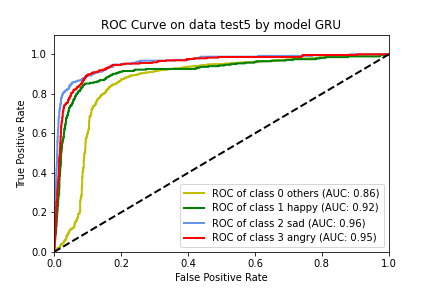 ROC Curve on data test5 by model GRU
True Positive Rate
1.0
0.8
0.6
0.4
0.2
0.0
ROC of class 0 others (AUC: 0.86)
ROC of class 1 happy (AUC: 0.92)
ROC of class 2 sad (AUC: 0.96)
ROC of class 3 angry (AUC: 0.95)
0.0 0.2 0.4 0.6 0.8 1.0
False Positive Rate